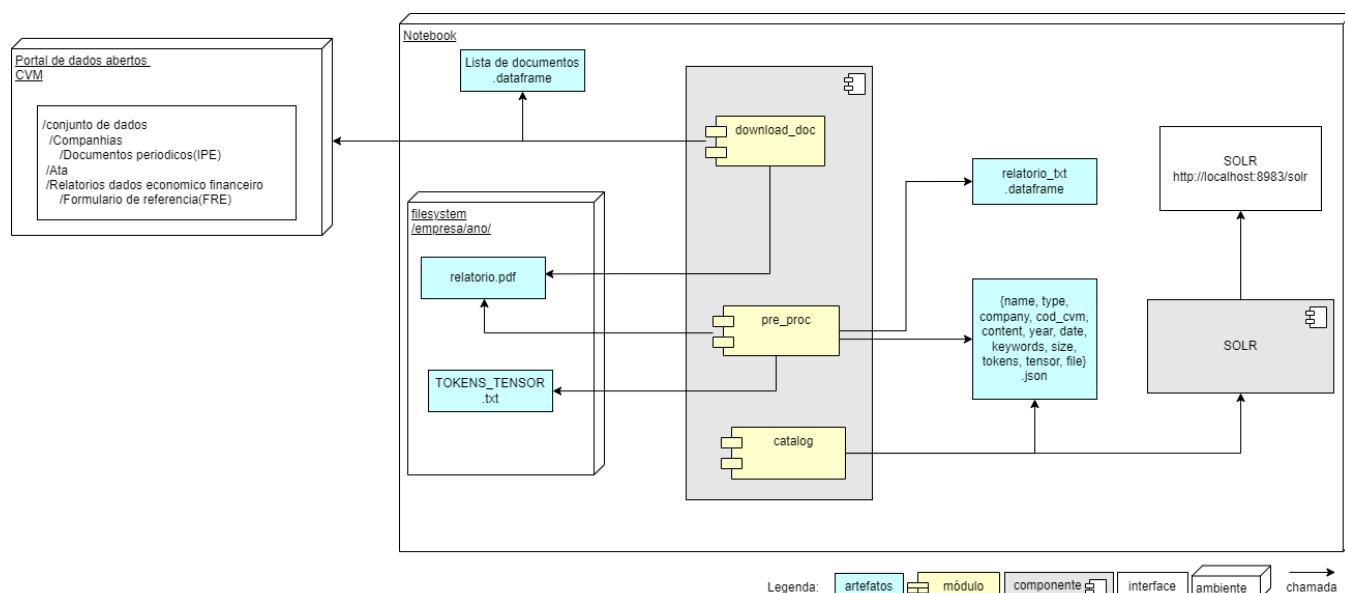 Portal de dados abertos
CVM
/conjunto de dados
/Companhias
/Documentos periodicos(IPE)
/Ata
/Relatorios dados economico financeiro
/Formulario de referencia(FRE)
Notebook
Lista de documentos
.dataframe
download_doc
filesystem
/empresa/ano/
relatorio.pdf
TOKENS_TENSOR
.txt
pre_proc
catalog
relatorio_txt
.dataframe
{name, type,
company, cod_cvm,
content, year, date,
keywords, size,
tokens, tensor, file}
.json
SOLR
http://localhost:8983/solr
SOLR
Legenda:
artefatos
módulo
componente
interface
ambiente
chamada